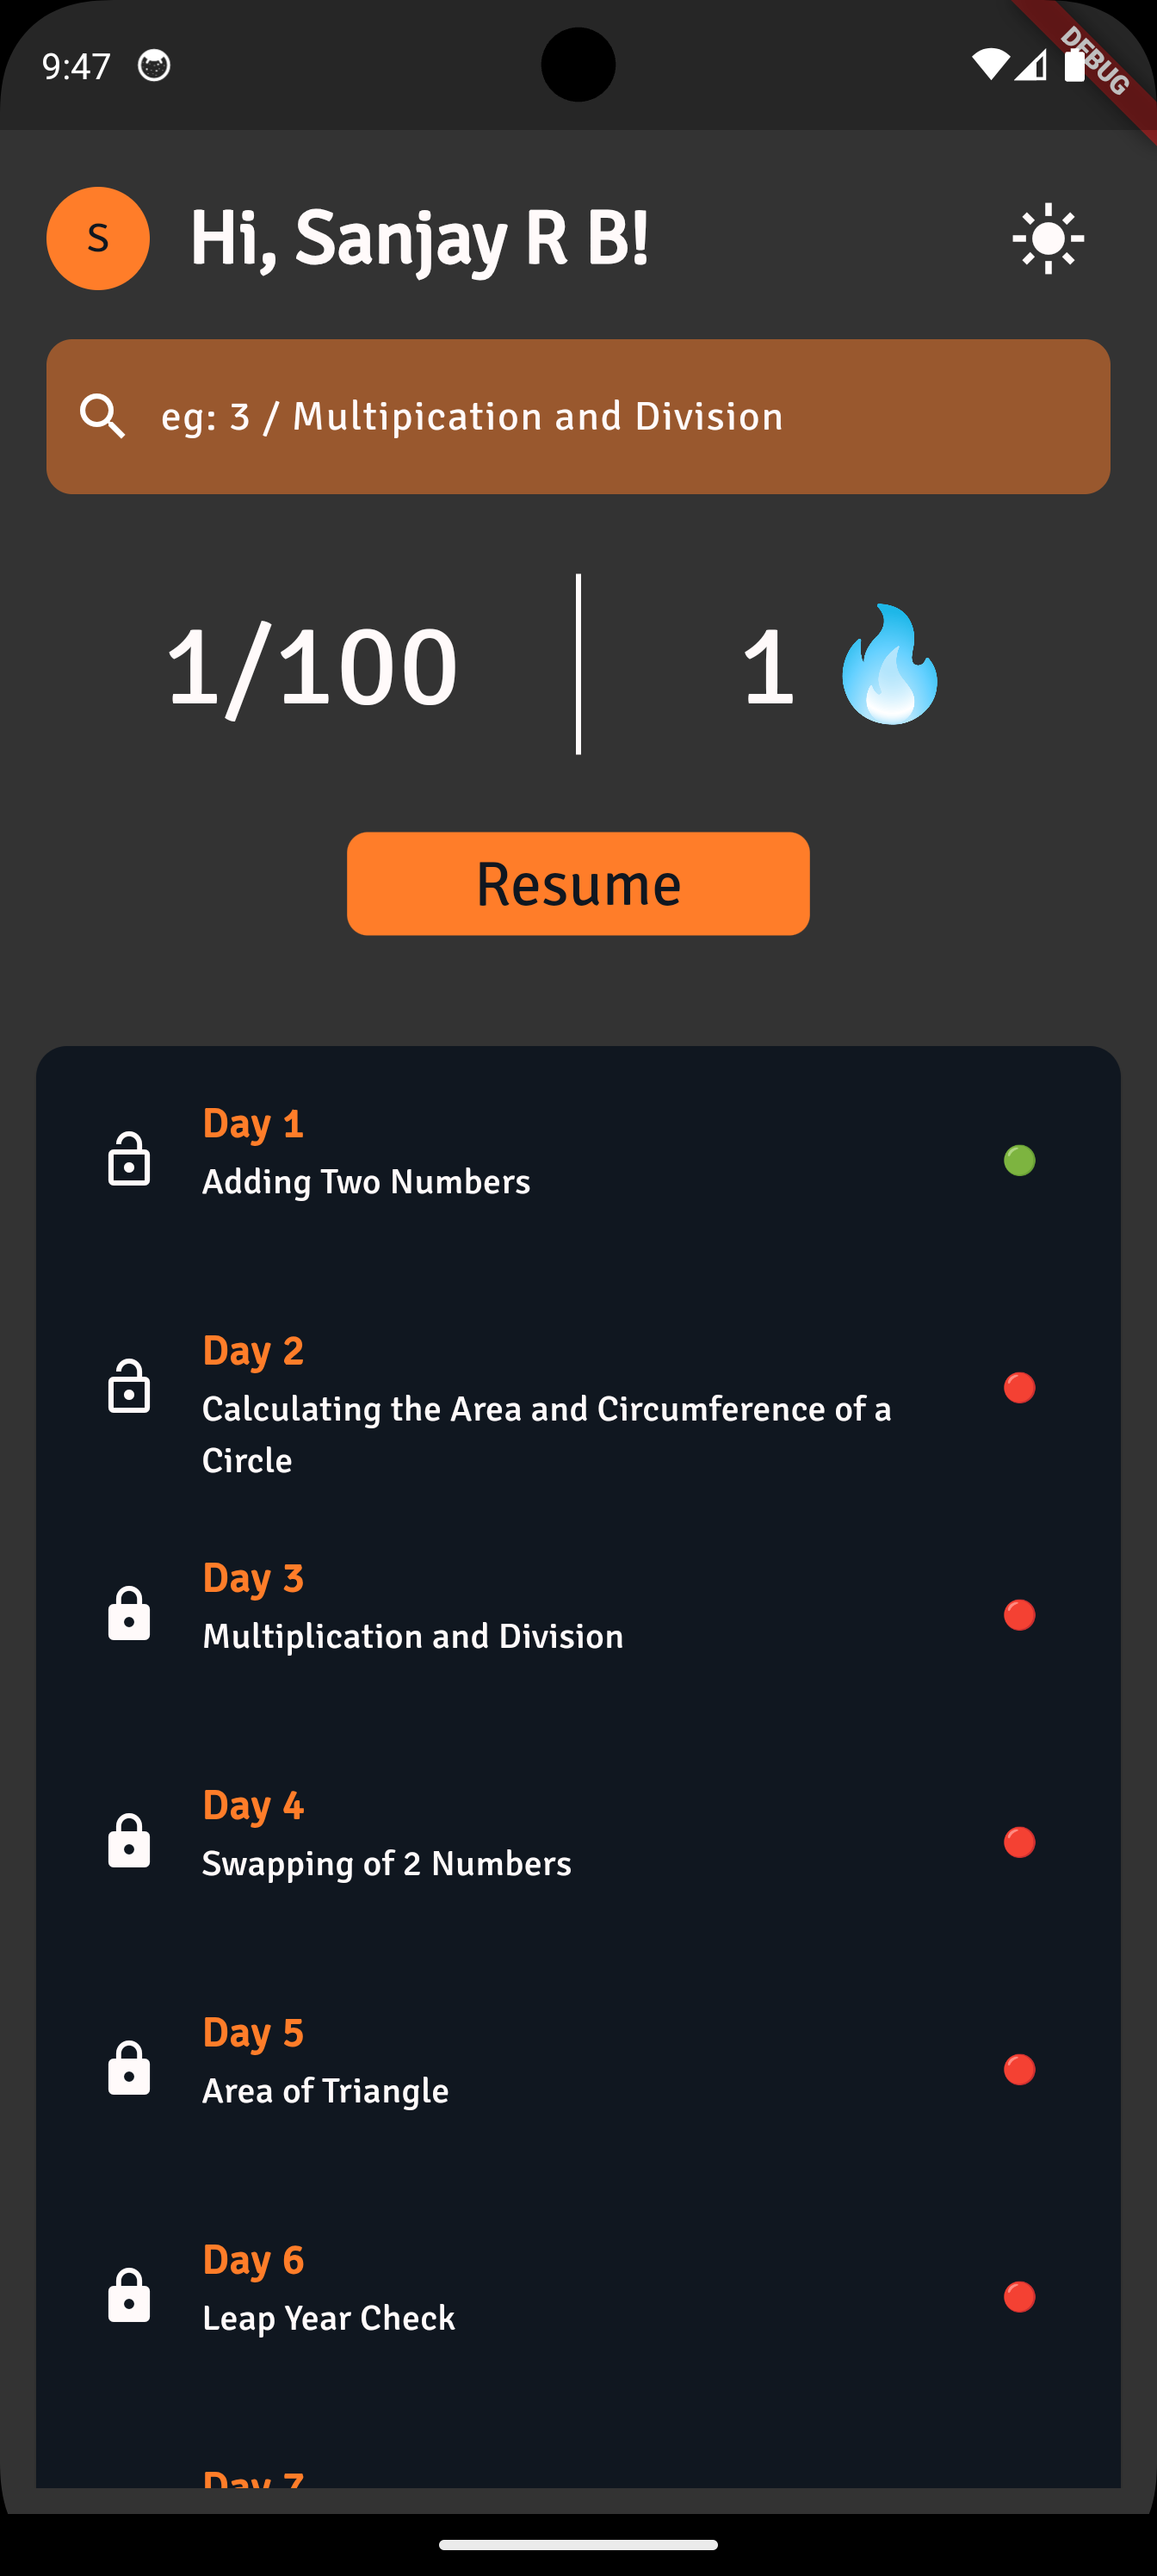 9:47
DEBUG
S
Hi, Sanjay R B!
eg: 3 / Multipication and Division
1/100
1
Resume
Day 1
Adding Two Numbers
Day 2
Calculating the Area and Circumference of a
Circle
Day 3
Multiplication and Division
Day 4
Swapping of 2 Numbers
Day 5
Area of Triangle
Day 6
Leap Year Check
Day 7